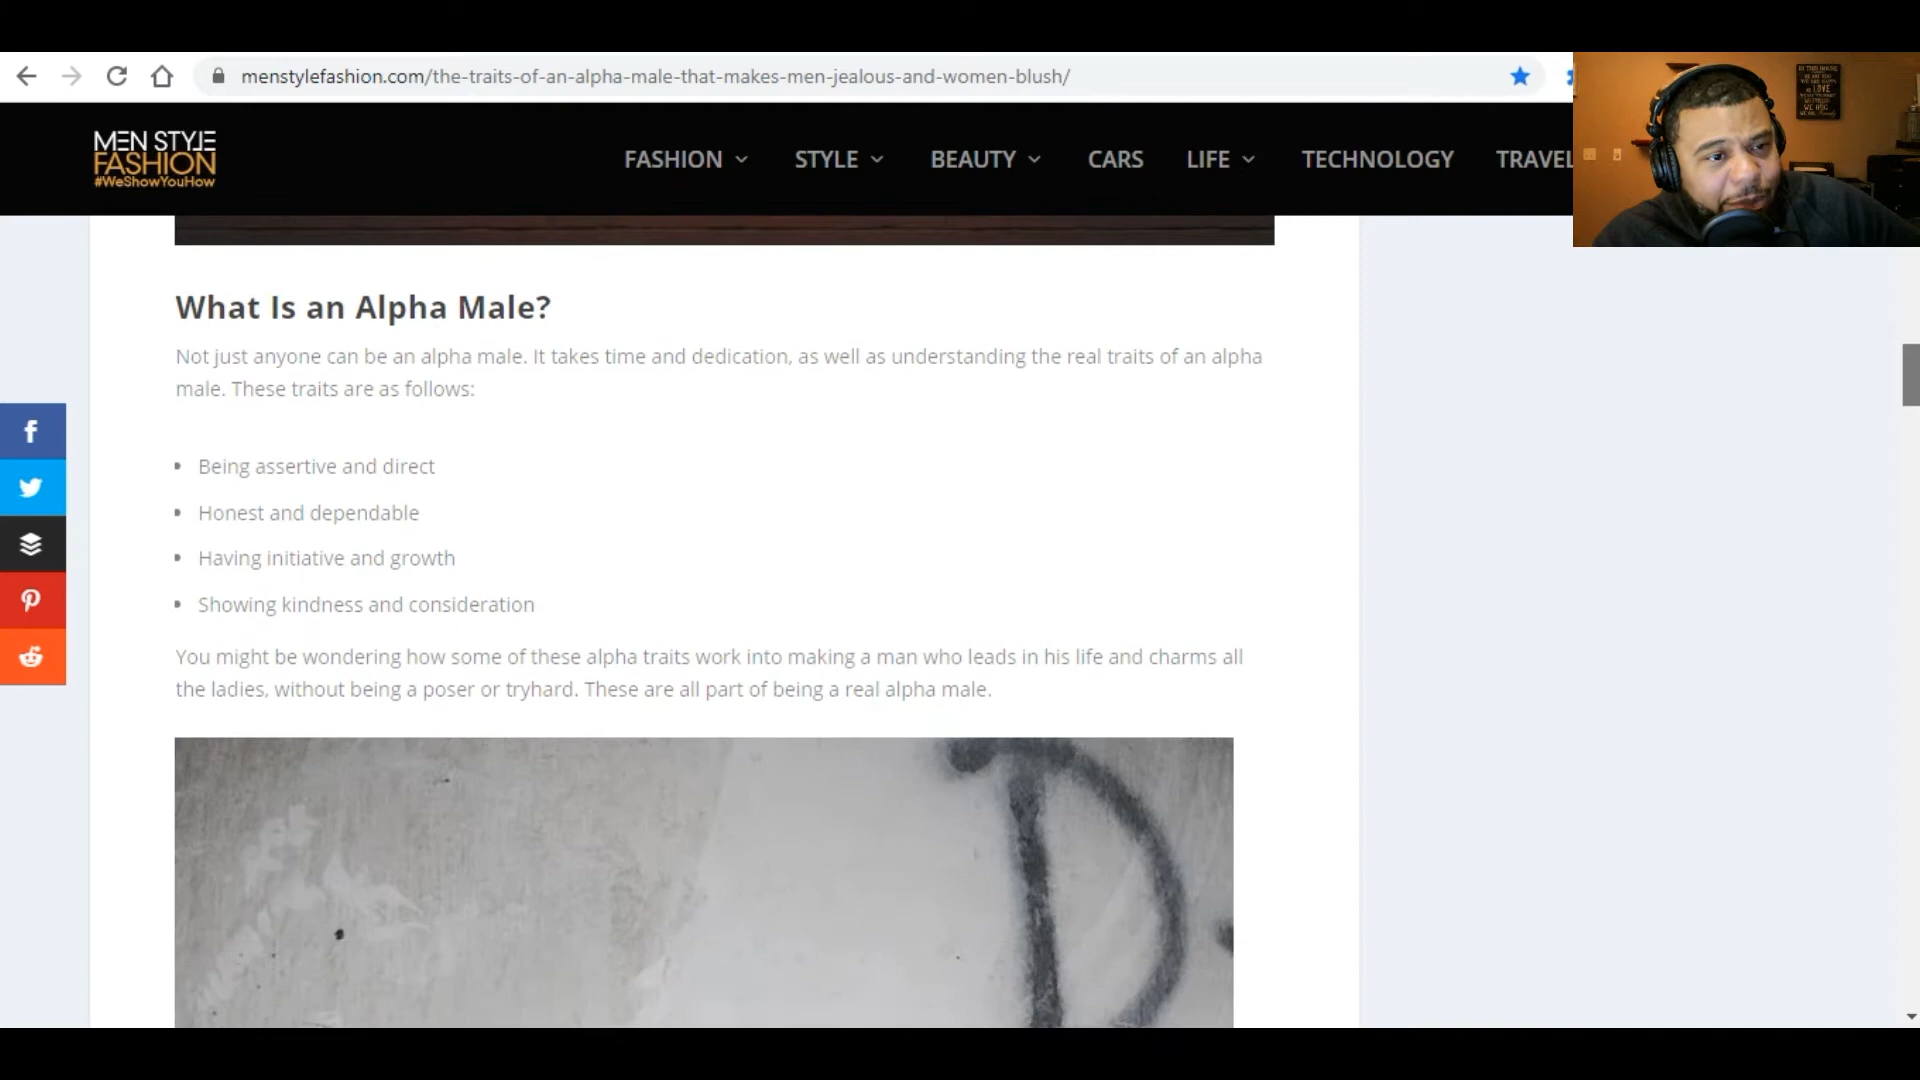 menstylefashion.com/the-traits-of-an-alpha-male-that-makes-men-jealous-and-women-blush/
MEN STYLE
FASHION
#WeShowYouHow
FASHION
STYLE
BEAUTY
CARS
LIFE
TECHNOLOGY
TRAVEL
What Is an Alpha Male?
Not just anyone can be an alpha male. It takes time and dedication, as well as understanding the real traits of an alpha
male. These traits are as follows:
Being assertive and direct
Honest and dependable
Having initiative and growth
Showing kindness and consideration
You might be wondering how some of these alpha traits work into making a man who leads in his life and charms all
the ladies, without being a poser or tryhard. These are all part of being a real alpha male.